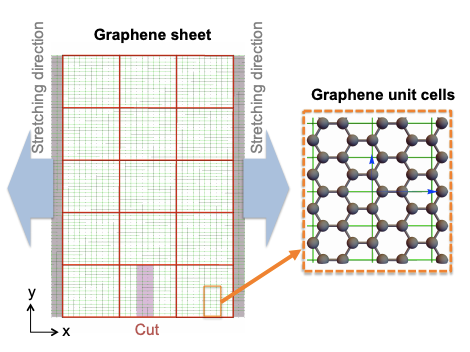 Graphene sheet
Stretching direction
Stretching direction
Graphene unit cells
y
x
Cut